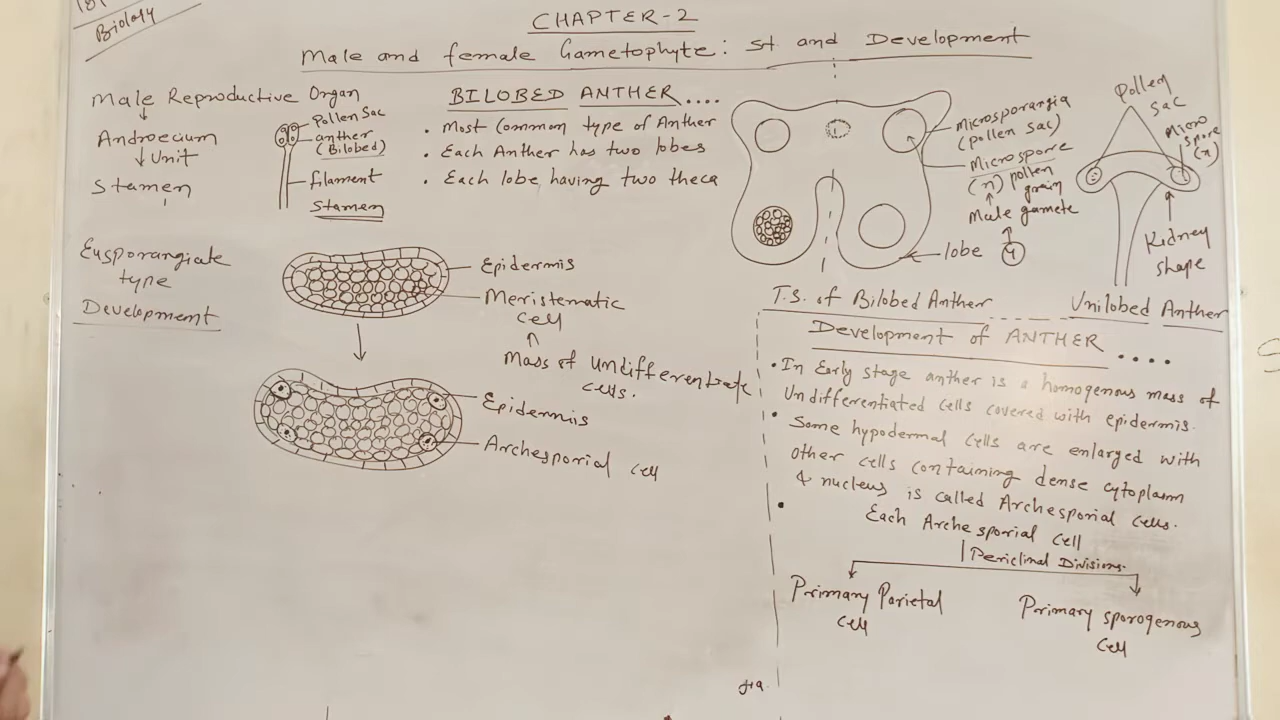 Biology
CHAPTER-2
Male and female Gametophyte: st and Development
Male Reproductive Organ
Androecium
Unit
Stamen
Pollen Sac
anther
(Bilobed)
filament
Stamen
BILOBED ANTHER....
• Most Common type of Anther
• Each Anther has two lobes
• Each lobe having two theca
Microsporangia
(pollen sac)
Microspore
(n) pollen
grain
Male gamete
lobe
T.S. of Bilobed Anther
Pollen
Sac
Micro
spore
(n)
Kidney
shape
Unilobed Anther
Eusporangiate
type
Development
Epidermis
Meristematic
cell
Mass of Undifferentiate
cells.
Epidermis
Archesporial cell
Development of ANTHER ....
• In Early stage anther is a homogenous mass of
Undifferentiated cells covered with epidermis.
• Some hypodermal cells are enlarged with
other cells containing dense cytoplasm
& nucleus is called Archesporial cells.
• Each Archesporial cell
Periclinal Divisions.
Primary Parietal
cell
Primary sporogenous
cell